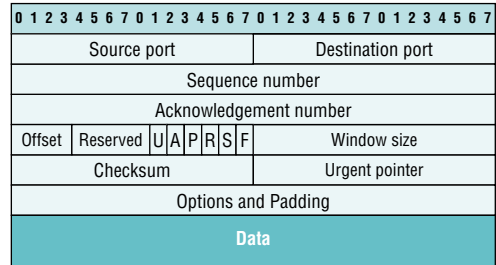 0 1 2 3 4 5 6 7 0 1 2 3 4 5 6 7 0 1 2 3 4 5 6 7 0 1 2 3 4 5 6 7
Source port Destination port
Sequence number
Acknowledgement number
Offset Reserved U A P R S F Window size
Checksum Urgent pointer
Options and Padding
Data